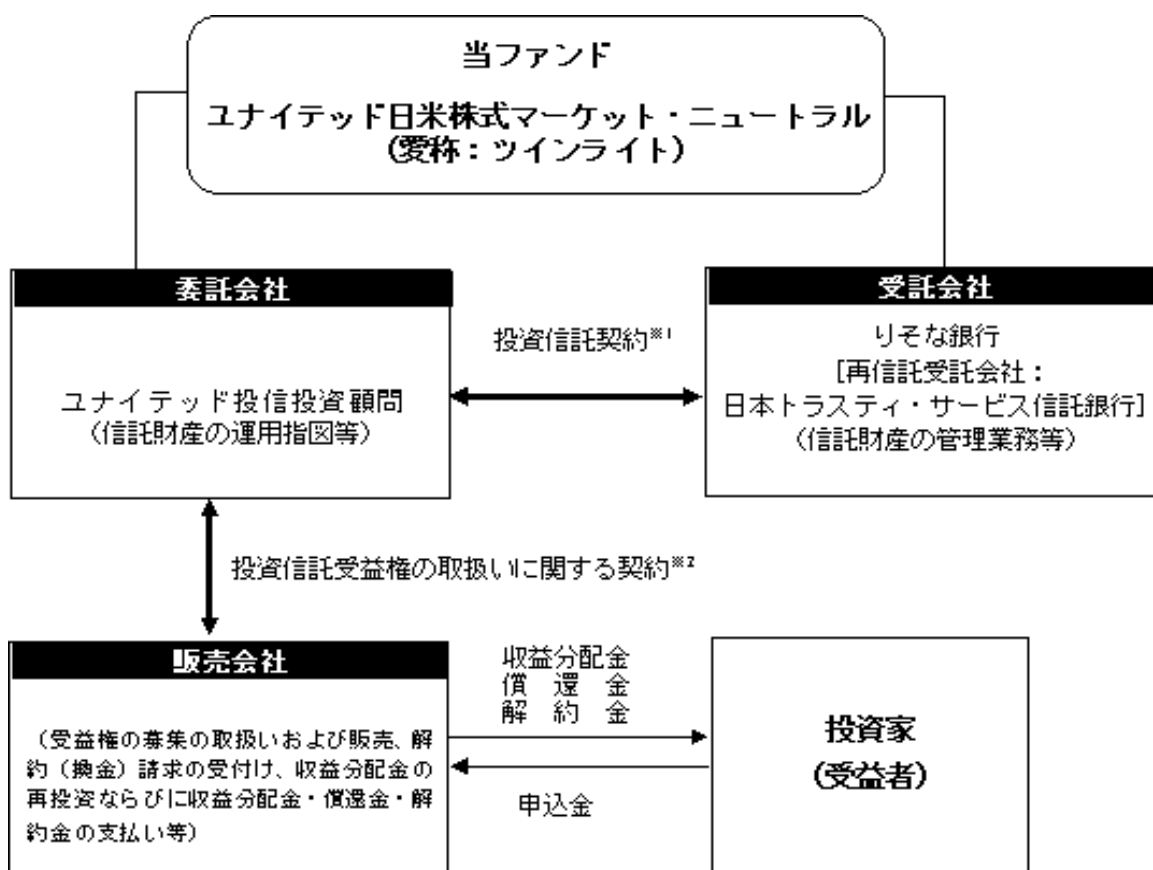 当ファンド
ユナイテッド日米株式マーケット・ニュートラル
(愛称：ツインライト)
委託会社
ユナイテッド投信投資顧問
(信託財産の運用指図等)
投資信託契約※1
受託会社
りそな銀行
[再信託受託会社：
日本トラスティ・サービス信託銀行]
(信託財産の管理業務等)
投資信託受益権の取扱いに関する契約※2
販売会社
(受益権の募集の取扱いおよび販売、解
約(換金)請求の受付け、収益分配金の
再投資ならびに収益分配金・償還金・解
約金の支払い等)
収益分配金
償　還　金
解　約　金
申込金
投資家
(受益者)